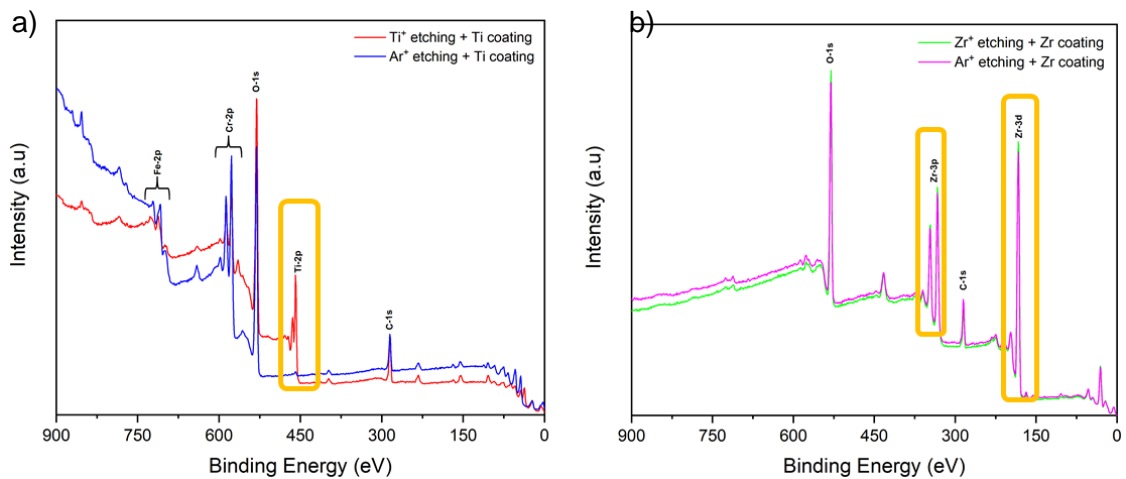 a)
Ti⁺ etching + Ti coating
Ar⁺ etching + Ti coating
O-1s
Cr-2p
Fe-2p
Ti-2p
C-1s
Intensity (a.u)
900 750 600 450 300 150 0
Binding Energy (eV)
b)
Zr⁺ etching + Zr coating
Ar⁺ etching + Zr coating
O-1s
Zr-3p
Zr-3d
C-1s
Intensity (a.u)
900 750 600 450 300 150 0
Binding Energy (eV)